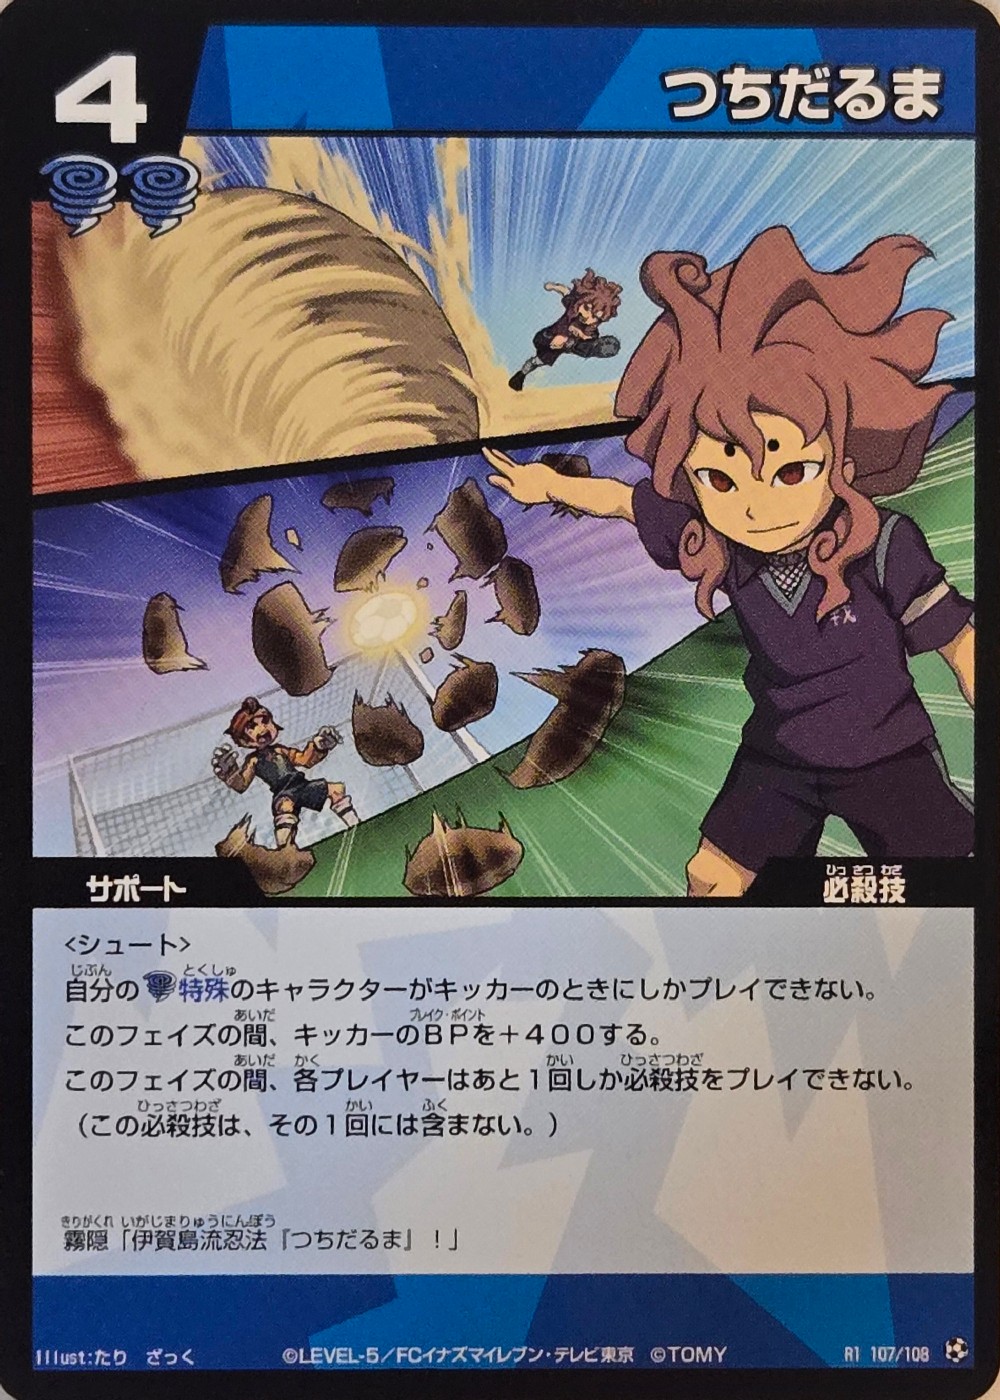 4
つちだるま
サポート
必殺技
ひっさつわざ
<シュート>
自分の特殊のキャラクターがキッカーのときにしかプレイできない。
じぶん とくしゅ
このフェイズの間、キッカーのBPを+400する。
あいだ ブレイク・ポイント
このフェイズの間、各プレイヤーはあと1回しか必殺技をプレイできない。
あいだ かく かい ひっさつわざ
(この必殺技は、その1回には含まない。)
ひっさつわざ かい ふく
霧隠「伊賀島流忍法『つちだるま』!」
きりがくれ いがじまりゅうにんぽう
Illust:たり ざっく
©LEVEL-5/FCイナズマイレブン・テレビ東京 ©TOMY
R1 107/108